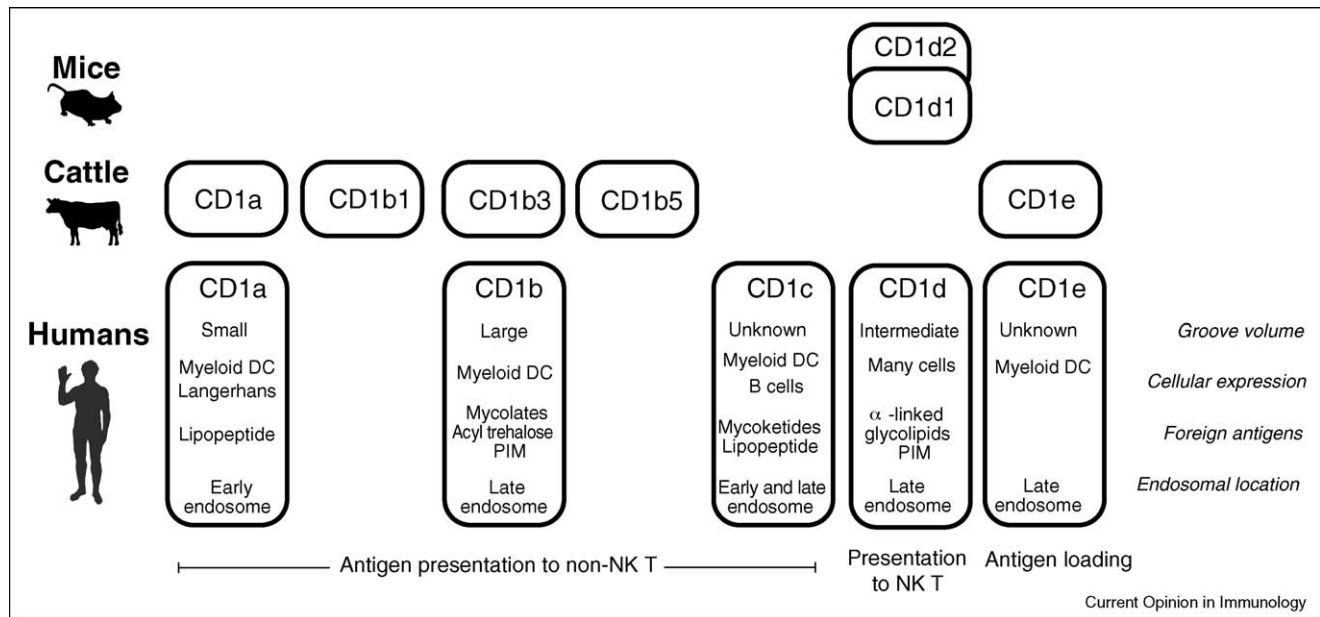 Mice
CD1d2
CD1d1
Cattle
CD1a
CD1b1
CD1b3
CD1b5
CD1e
Humans
CD1a
Small
Myeloid DC
Langerhans
Lipopeptide
Early
endosome
CD1b
Large
Myeloid DC
Mycolates
Acyl trehalose
PIM
Late
endosome
CD1c
Unknown
Myeloid DC
B cells
Mycoketides
Lipopeptide
Early and late
endosome
CD1d
Intermediate
Many cells
α -linked
glycolipids
PIM
Late
endosome
CD1e
Unknown
Myeloid DC
Late
endosome
Groove volume
Cellular expression
Foreign antigens
Endosomal location
Antigen presentation to non-NK T
Presentation
to NK T
Antigen loading
Current Opinion in Immunology